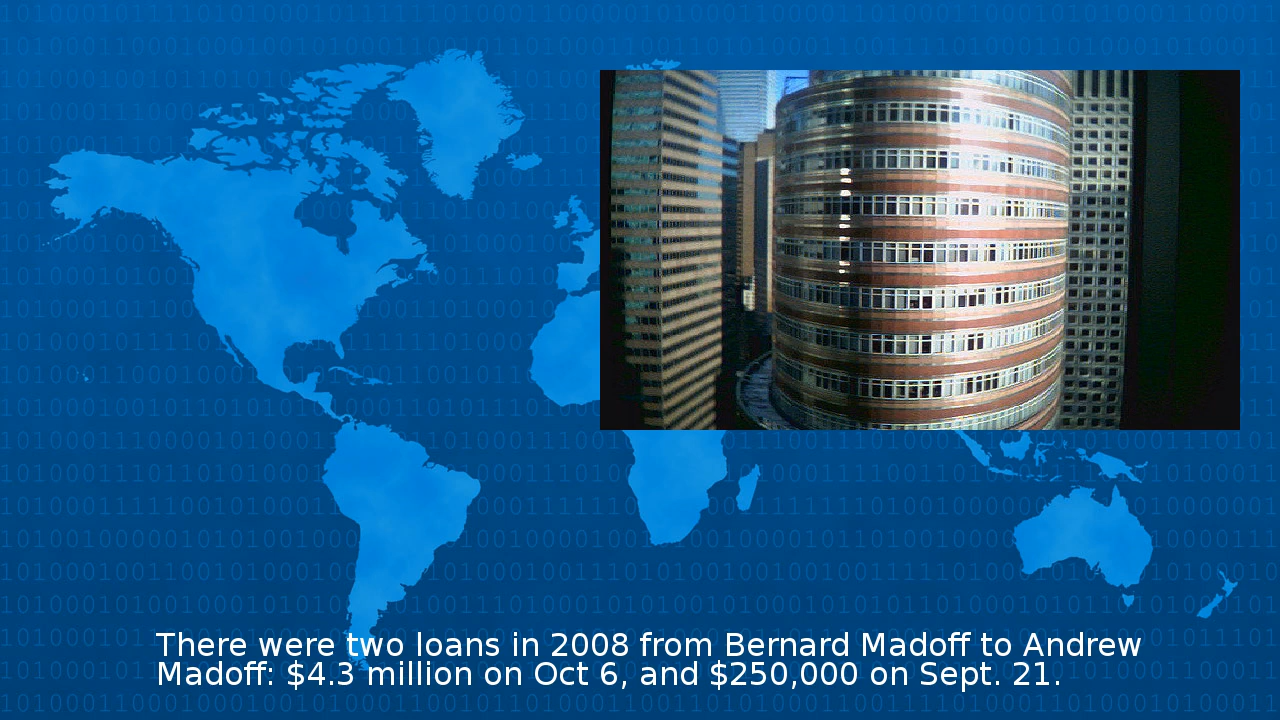 There were two loans in 2008 from Bernard Madoff to Andrew
Madoff: $4.3 million on Oct 6, and $250,000 on Sept. 21.